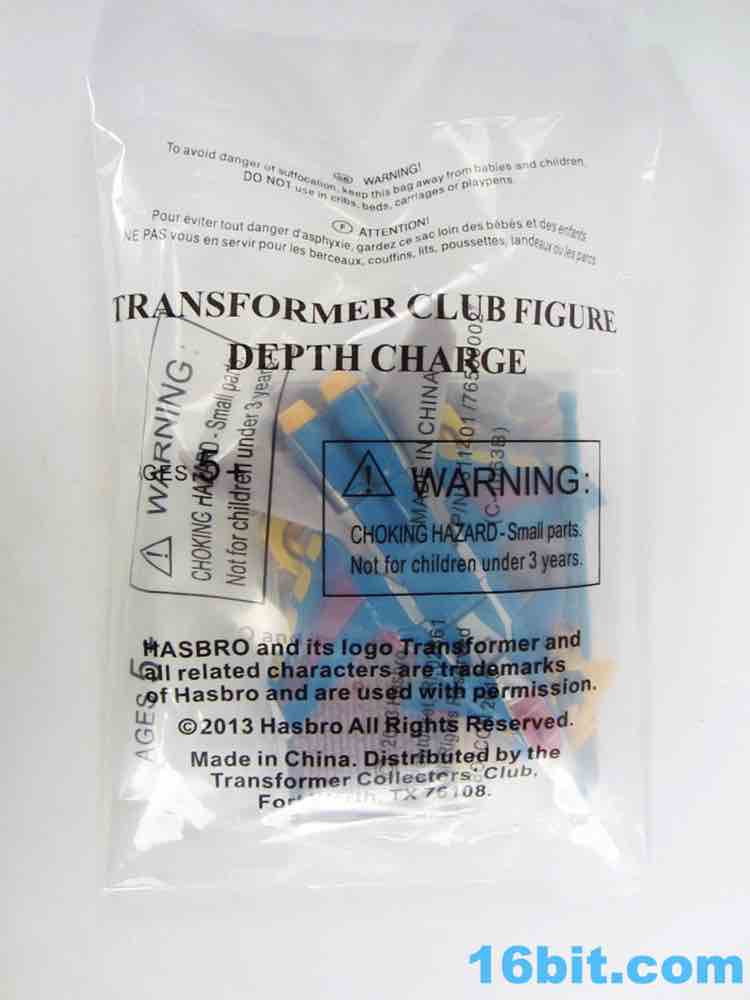 WARNING!
To avoid danger of suffocation, keep this bag away from babies and children.
DO NOT use in cribs, beds, carriages or playpens.
F ATTENTION!
Pour éviter tout danger d'asphyxie, gardez ce sac loin des bébés et des enfants
NE PAS vous en servir pour les berceaux, couffins, lits, poussettes, landeaux ou les parcs
TRANSFORMER CLUB FIGURE
DEPTH CHARGE
WARNING:
CHOKING HAZARD - Small parts.
Not for children under 3 years.
WARNING:
CHOKING HAZARD - Small parts
Not for children under 3 years
AGES 5+
MADE IN CHINA
HASBRO and its logo Transformer and
all related characters are trademarks
of Hasbro and are used with permission.
©2013 Hasbro All Rights Reserved.
Made in China. Distributed by the
Transformer Collectors' Club,
Fort Worth, TX 76108.
16bit.com